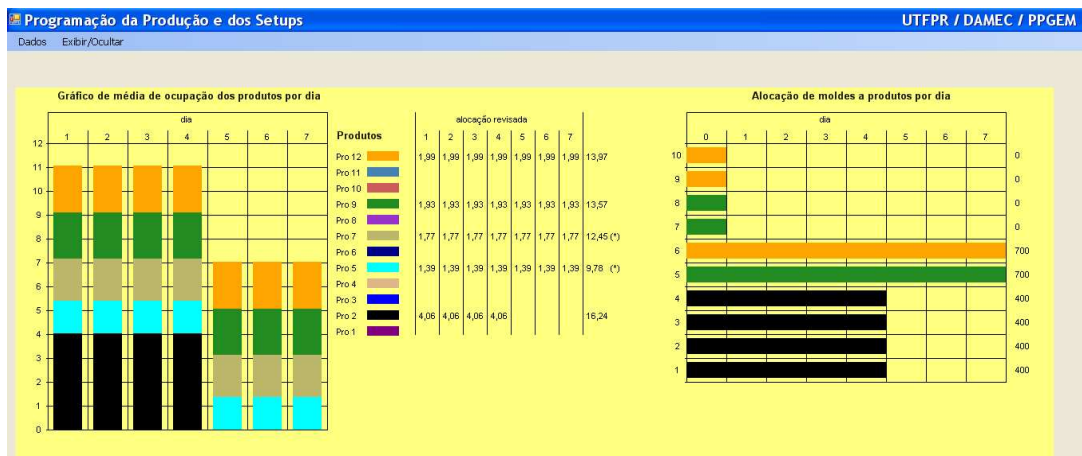 Programação da Produção e dos Setups UTFPR / DAMEC / PPGEM
Dados Exibir/Ocultar
Gráfico de média de ocupação dos produtos por dia
dia
1 2 3 4 5 6 7
12
11
10
9
8
7
6
5
4
3
2
1
0
Produtos
alocação revisada
1 2 3 4 5 6 7
Pro 12 1,99 1,99 1,99 1,99 1,99 1,99 1,99 13,97
Pro 11
Pro 10
Pro 9 1,93 1,93 1,93 1,93 1,93 1,93 1,93 13,57
Pro 8
Pro 7 1,77 1,77 1,77 1,77 1,77 1,77 1,77 12,45 (*)
Pro 6
Pro 5 1,39 1,39 1,39 1,39 1,39 1,39 1,39 9,78 (*)
Pro 4
Pro 3
Pro 2 4,06 4,06 4,06 4,06 16,24
Pro 1
Alocação de moldes a produtos por dia
dia
0 1 2 3 4 5 6 7
10 0
9 0
8 0
7 0
6 700
5 700
4 400
3 400
2 400
1 400